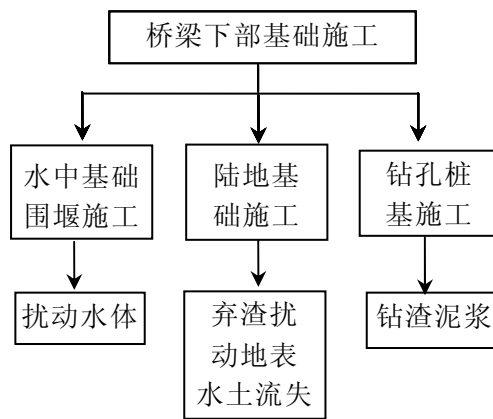 桥梁下部基础施工
水中基础
围堰施工
陆地基
础施工
钻孔桩
基施工
扰动水体
弃渣扰
动地表
水土流失
钻渣泥浆